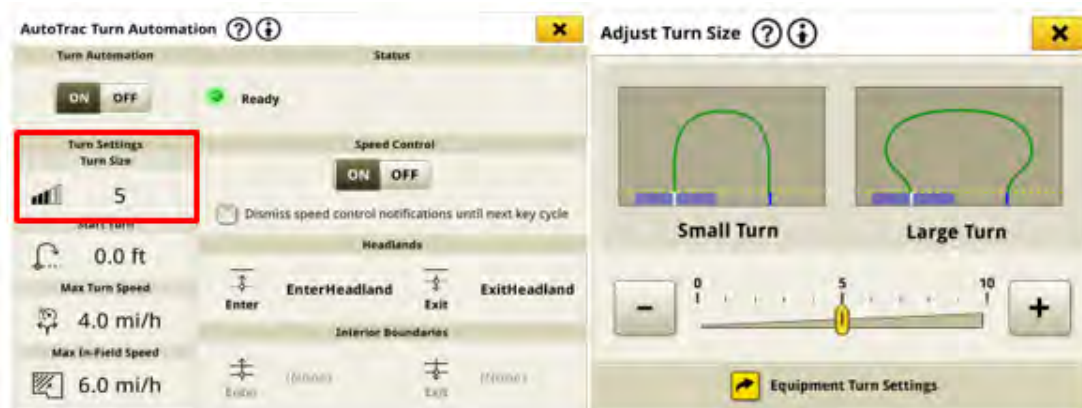 AutoTrac Turn Automation
Turn Automation
ON OFF
Status
Ready
Turn Settings
Turn Size
5
Speed Control
ON OFF
Dismiss speed control notifications until next key cycle
Start Turn
0.0 ft
Headlands
Enter
EnterHeadland
Exit
ExitHeadland
Max Turn Speed
4.0 mi/h
Interior Boundaries
Enter
(None)
Exit
(None)
Max In-Field Speed
6.0 mi/h
Adjust Turn Size
Small Turn
Large Turn
0 5 10
Equipment Turn Settings